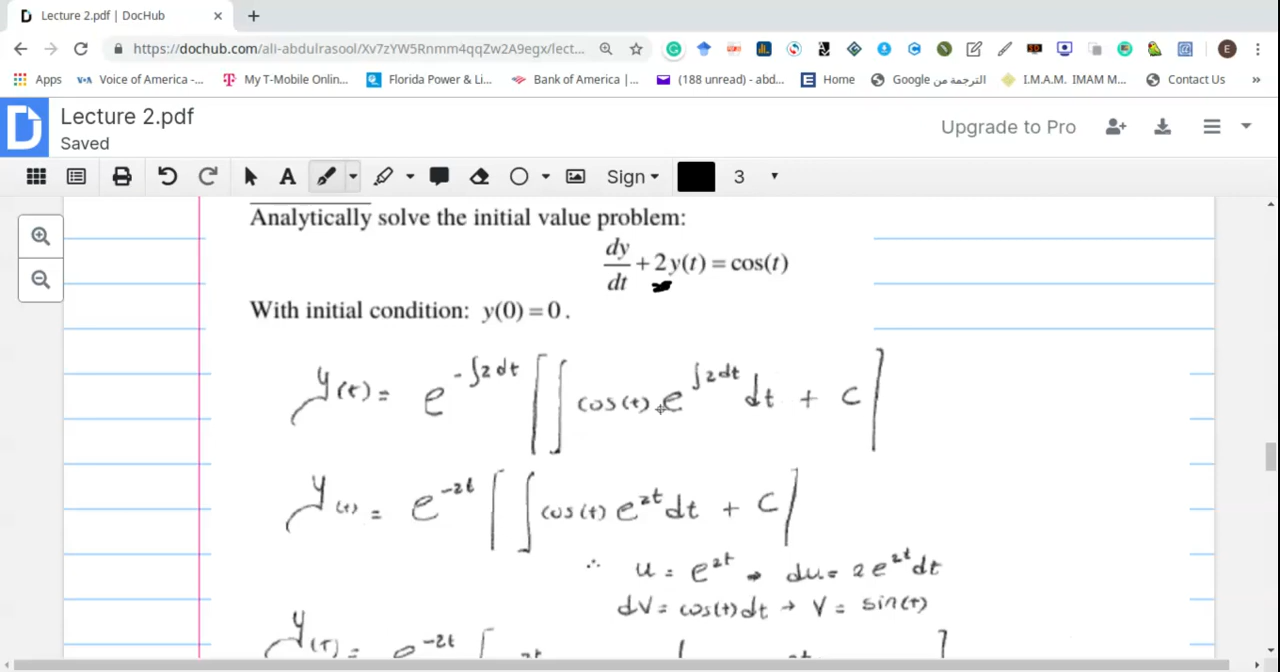 Lecture 2.pdf | DocHub
https://dochub.com/ali-abdulrasool/Xv7zYW5Rnmm4qqZw2A9egx/lect...
E
Apps Voice of America -... My T-Mobile Onlin... Florida Power & Li... Bank of America |... (188 unread) - abd... Home الترجمة من Google I.M.A.M. IMAM M... Contact Us »
Lecture 2.pdf
Saved
Upgrade to Pro
A Sign 3
Analytically solve the initial value problem:
dy/dt + 2y(t) = cos(t)
With initial condition: y(0) = 0.
y(t) = e^{-∫2dt} [∫ cos(t) e^{∫2dt} dt + c]
y(t) = e^{-2t} [∫ cos(t) e^{2t} dt + c]
∴ u = e^{2t} → du = 2e^{2t}dt
dV = cos(t)dt → V = sin(t)
y(t) = e^{-2t} [